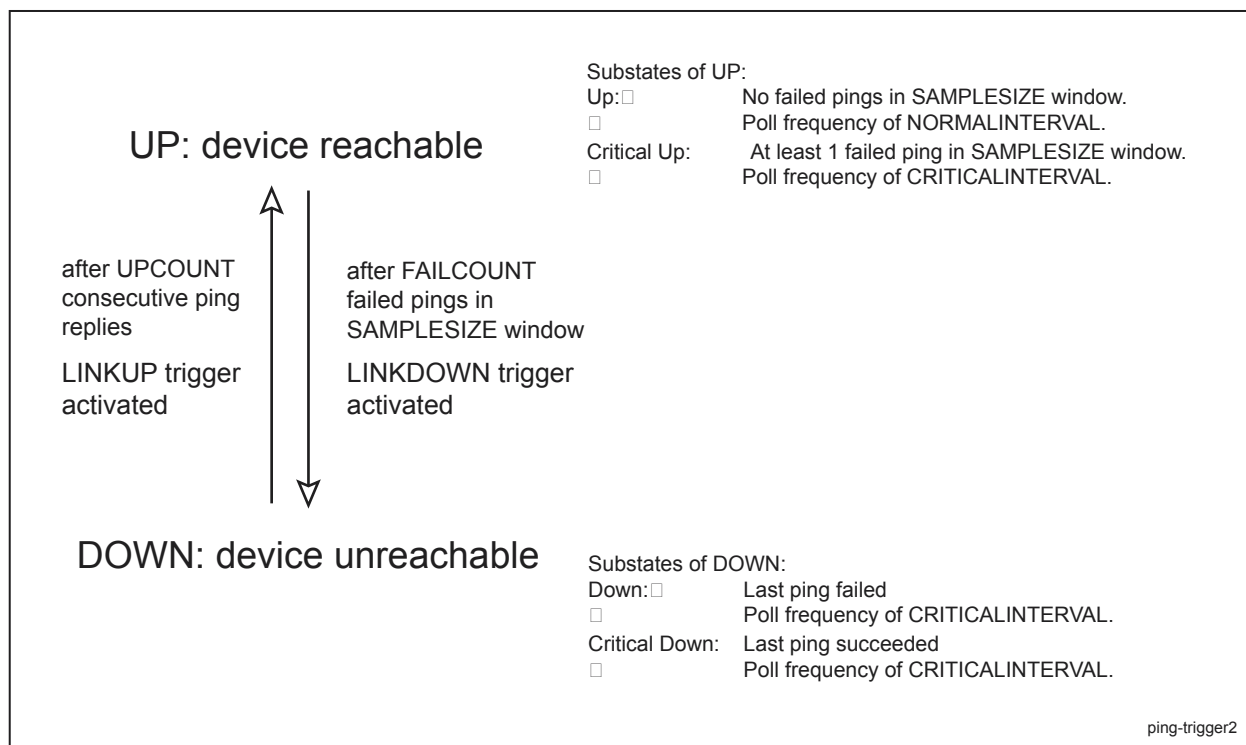 Substates of UP:
Up:□ No failed pings in SAMPLESIZE window.
□ Poll frequency of NORMALINTERVAL.
Critical Up: At least 1 failed ping in SAMPLESIZE window.
□ Poll frequency of CRITICALINTERVAL.
UP: device reachable
after UPCOUNT
consecutive ping
replies
LINKUP trigger
activated
after FAILCOUNT
failed pings in
SAMPLESIZE window
LINKDOWN trigger
activated
DOWN: device unreachable
Substates of DOWN:
Down:□ Last ping failed
□ Poll frequency of CRITICALINTERVAL.
Critical Down: Last ping succeeded
□ Poll frequency of CRITICALINTERVAL.
ping-trigger2